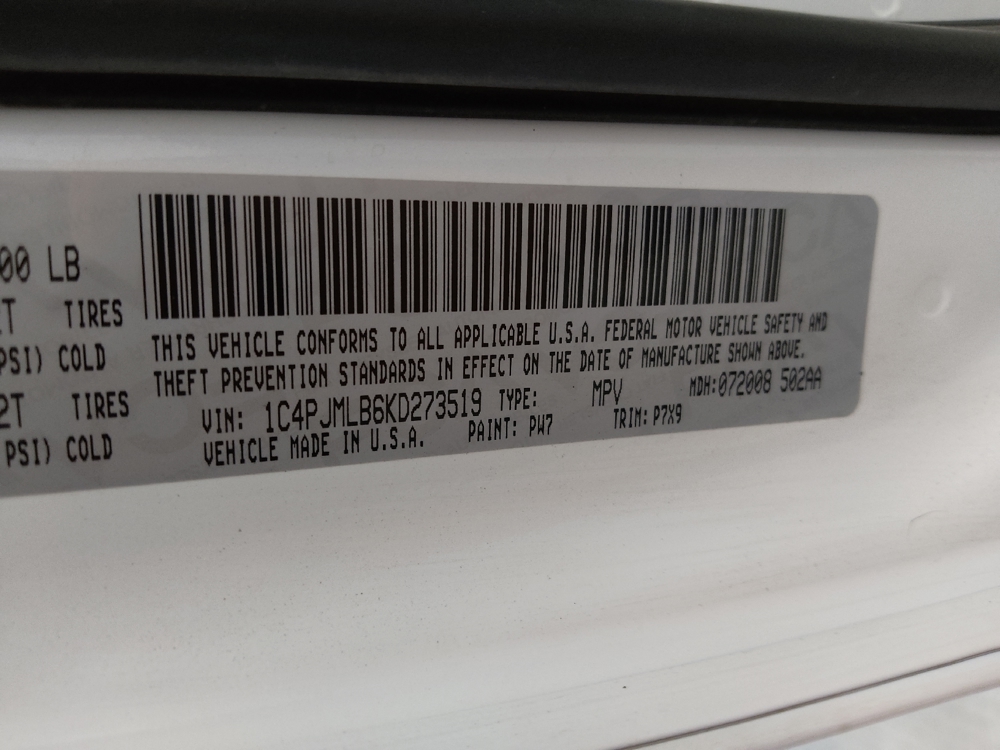 00 LB
T TIRES
PSI) COLD
2T TIRES
PSI) COLD
THIS VEHICLE CONFORMS TO ALL APPLICABLE U.S.A. FEDERAL MOTOR VEHICLE SAFETY AND
THEFT PREVENTION STANDARDS IN EFFECT ON THE DATE OF MANUFACTURE SHOWN ABOVE.
VIN: 1C4PJMLB6KD273519 TYPE: MPV MDH:072008 502AA
VEHICLE MADE IN U.S.A. PAINT: PW7 TRIM: P7X9